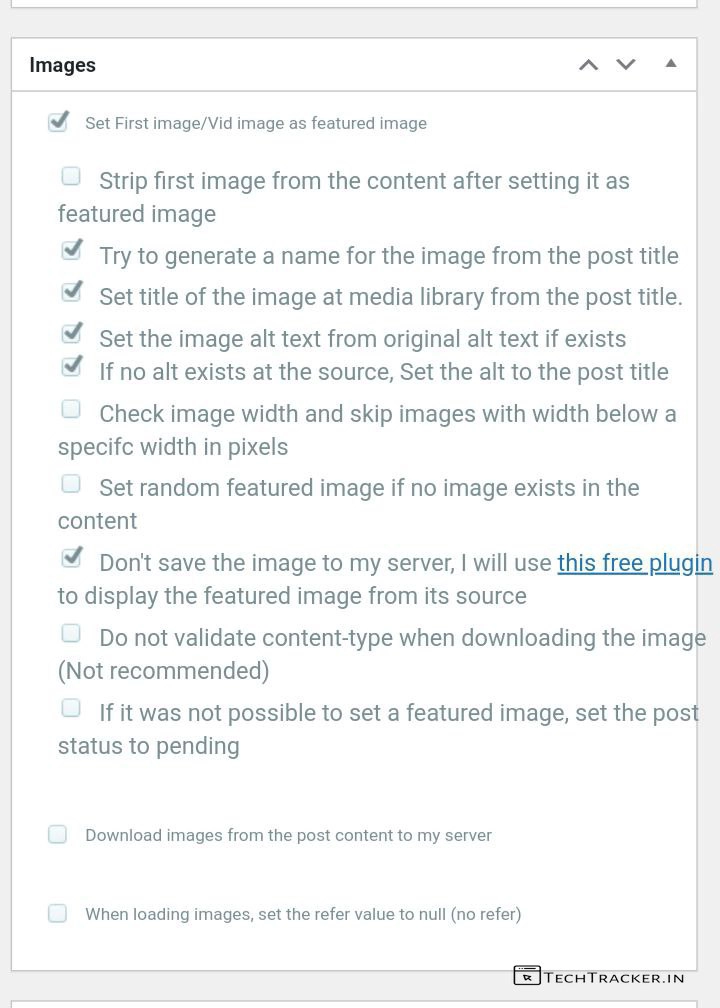 Images
Set First image/Vid image as featured image
Strip first image from the content after setting it as
featured image
Try to generate a name for the image from the post title
Set title of the image at media library from the post title.
Set the image alt text from original alt text if exists
If no alt exists at the source, Set the alt to the post title
Check image width and skip images with width below a
specifc width in pixels
Set random featured image if no image exists in the
content
Don't save the image to my server, I will use this free plugin
to display the featured image from its source
Do not validate content-type when downloading the image
(Not recommended)
If it was not possible to set a featured image, set the post
status to pending
Download images from the post content to my server
When loading images, set the refer value to null (no refer)
TECHTRACKER.IN